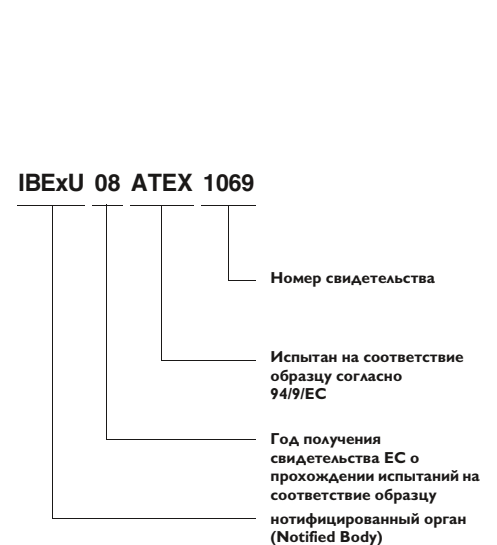 IBExU 08 ATEX 1069
Номер свидетельства
Испытан на соответствие
образцу согласно
94/9/EC
Год получения
свидетельства ЕС о
прохождении испытаний на
соответствие образцу
нотифицированный орган
(Notified Body)